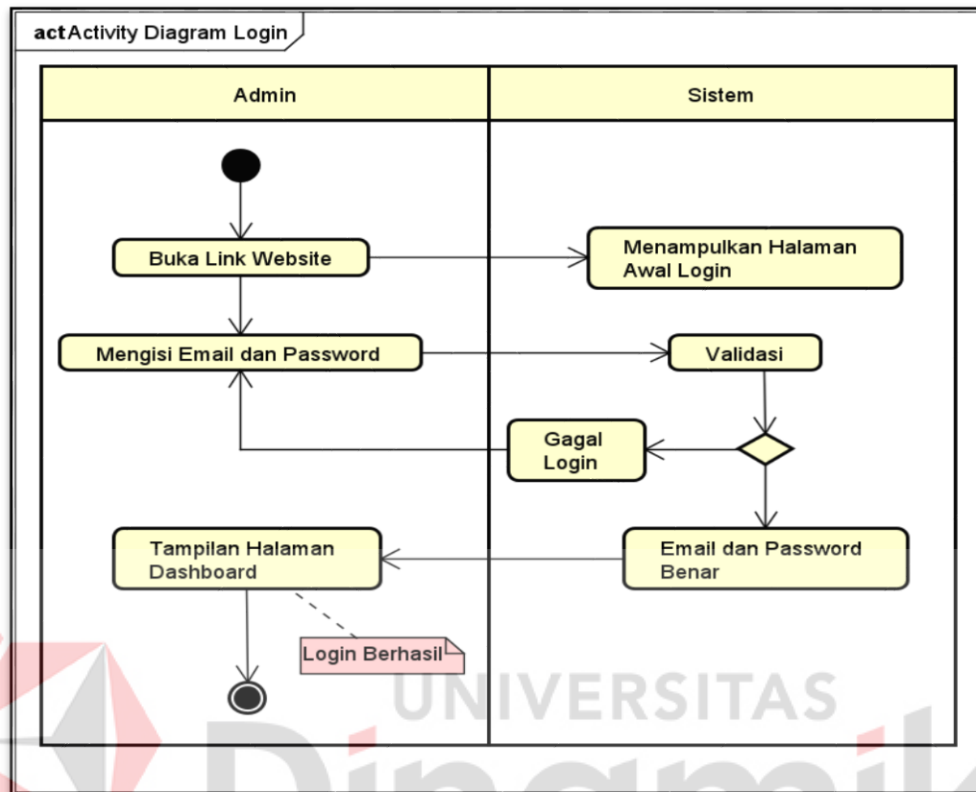 act Activity Diagram Login
Admin
Sistem
Buka Link Website
Menampulkan Halaman
Awal Login
Mengisi Email dan Password
Validasi
Gagal
Login
Tampilan Halaman
Dashboard
Email dan Password
Benar
Login Berhasil
UNIVERSITAS
Dinamik